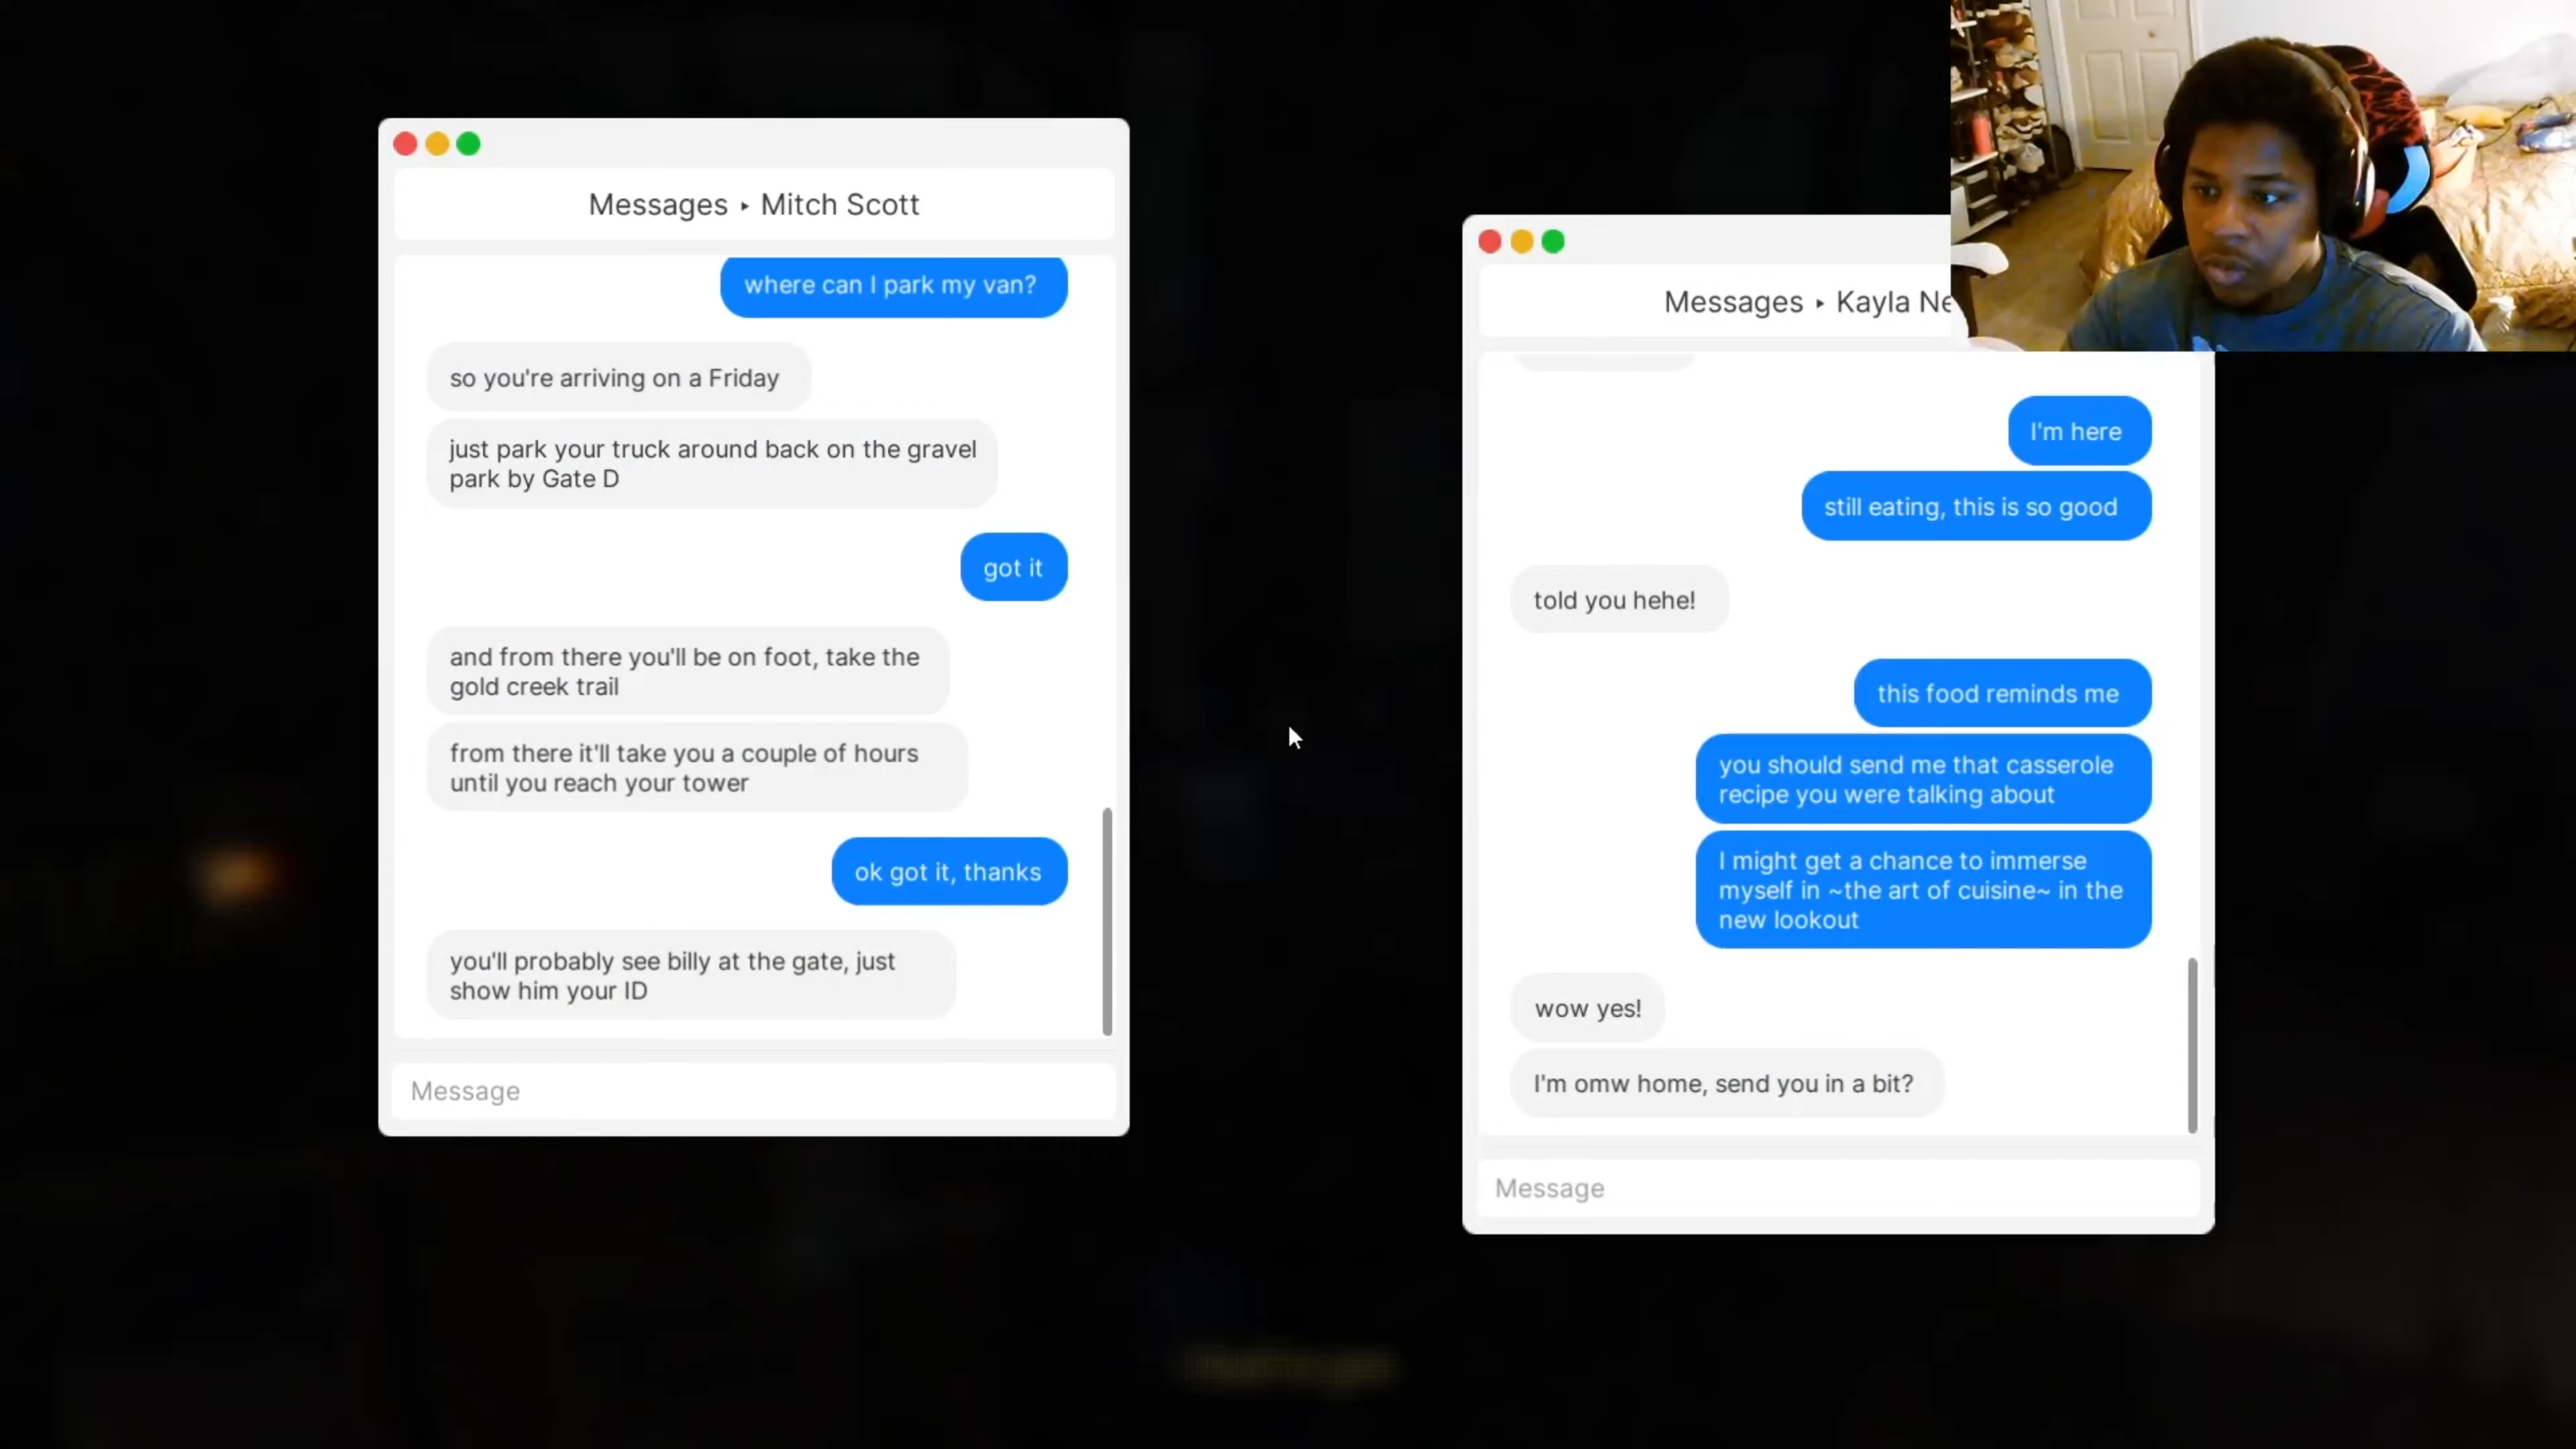 Messages ▸ Mitch Scott
where can I park my van?
so you're arriving on a Friday
just park your truck around back on the gravel
park by Gate D
got it
and from there you'll be on foot, take the
gold creek trail
from there it'll take you a couple of hours
until you reach your tower
ok got it, thanks
you'll probably see billy at the gate, just
show him your ID
Message
Messages ▸ Kayla Ne
I'm here
still eating, this is so good
told you hehe!
this food reminds me
you should send me that casserole
recipe you were talking about
I might get a chance to immerse
myself in ~the art of cuisine~ in the
new lookout
wow yes!
I'm omw home, send you in a bit?
Message